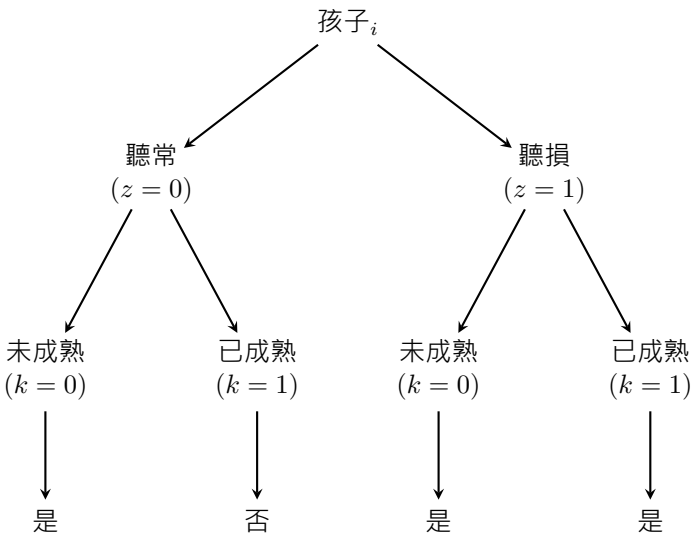 孩子ᵢ
聽常
聽損
(z = 0)
(z = 1)
未成熟
已成熟
未成熟
已成熟
(k = 0)
(k = 1)
(k = 0)
(k = 1)
是
否
是
是